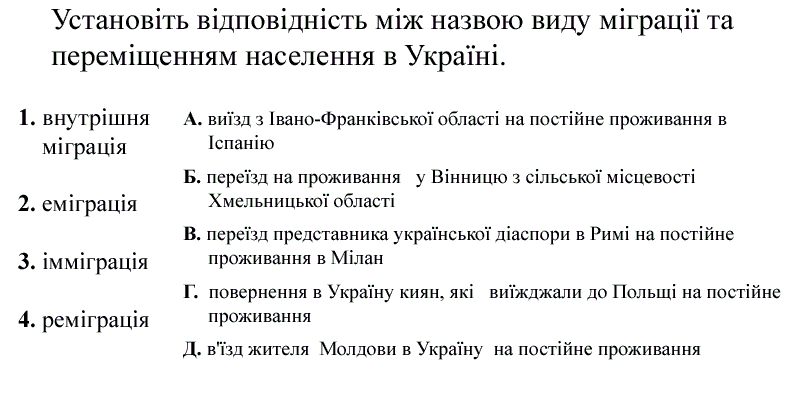 Установіть відповідність між назвою виду міграції та
переміщенням населення в Україні.
1. внутрішня
міграція
2. еміграція
3. імміграція
4. рееміграція
А. виїзд з Івано-Франківської області на постійне проживання в
Іспанію
Б. переїзд на проживання у Вінницю з сільської місцевості
Хмельницької області
В. переїзд представника української діаспори в Римі на постійне
проживання в Мілан
Г. повернення в Україну киян, які виїжджали до Польщі на постійне
проживання
Д. в'їзд жителя Молдови в Україну на постійне проживання